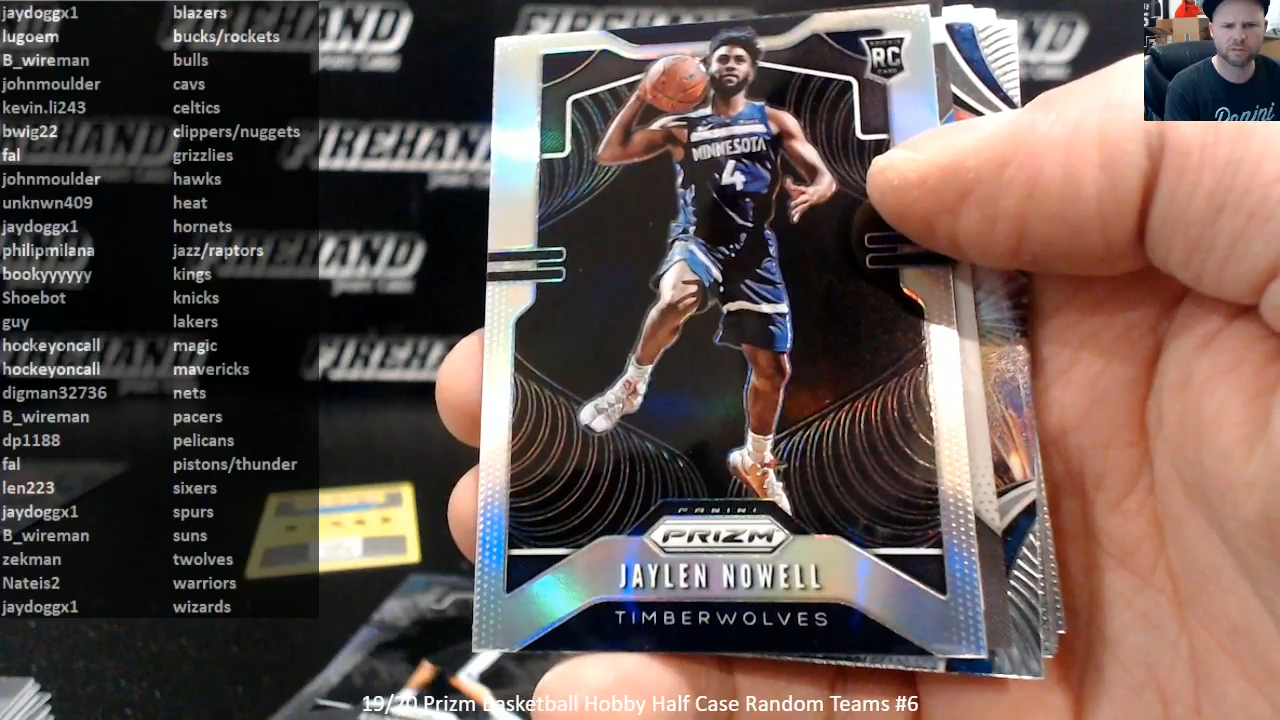 jaydoggx1 blazers
lugoem bucks/rockets
B_wireman bulls
johnmoulder cavs
kevin.li243 celtics
bwig22 clippers/nuggets
fal grizzlies
johnmoulder hawks
unknwn409 heat
jaydoggx1 hornets
philipmilana jazz/raptors
bookyyyyyy kings
Shoebot knicks
guy lakers
hockeyoncall magic
hockeyoncall mavericks
digman32736 nets
B_wireman pacers
dp1188 pelicans
fal pistons/thunder
len223 sixers
jaydoggx1 spurs
B_wireman suns
zekman twolves
Nateis2 warriors
jaydoggx1 wizards
FIREHAND
FIREHAND
FIREHAND
RC
MINNESOTA
4
PANINI
PRIZM
JAYLEN NOWELL
TIMBERWOLVES
Panini
19/20 Prizm Basketball Hobby Half Case Random Teams #6